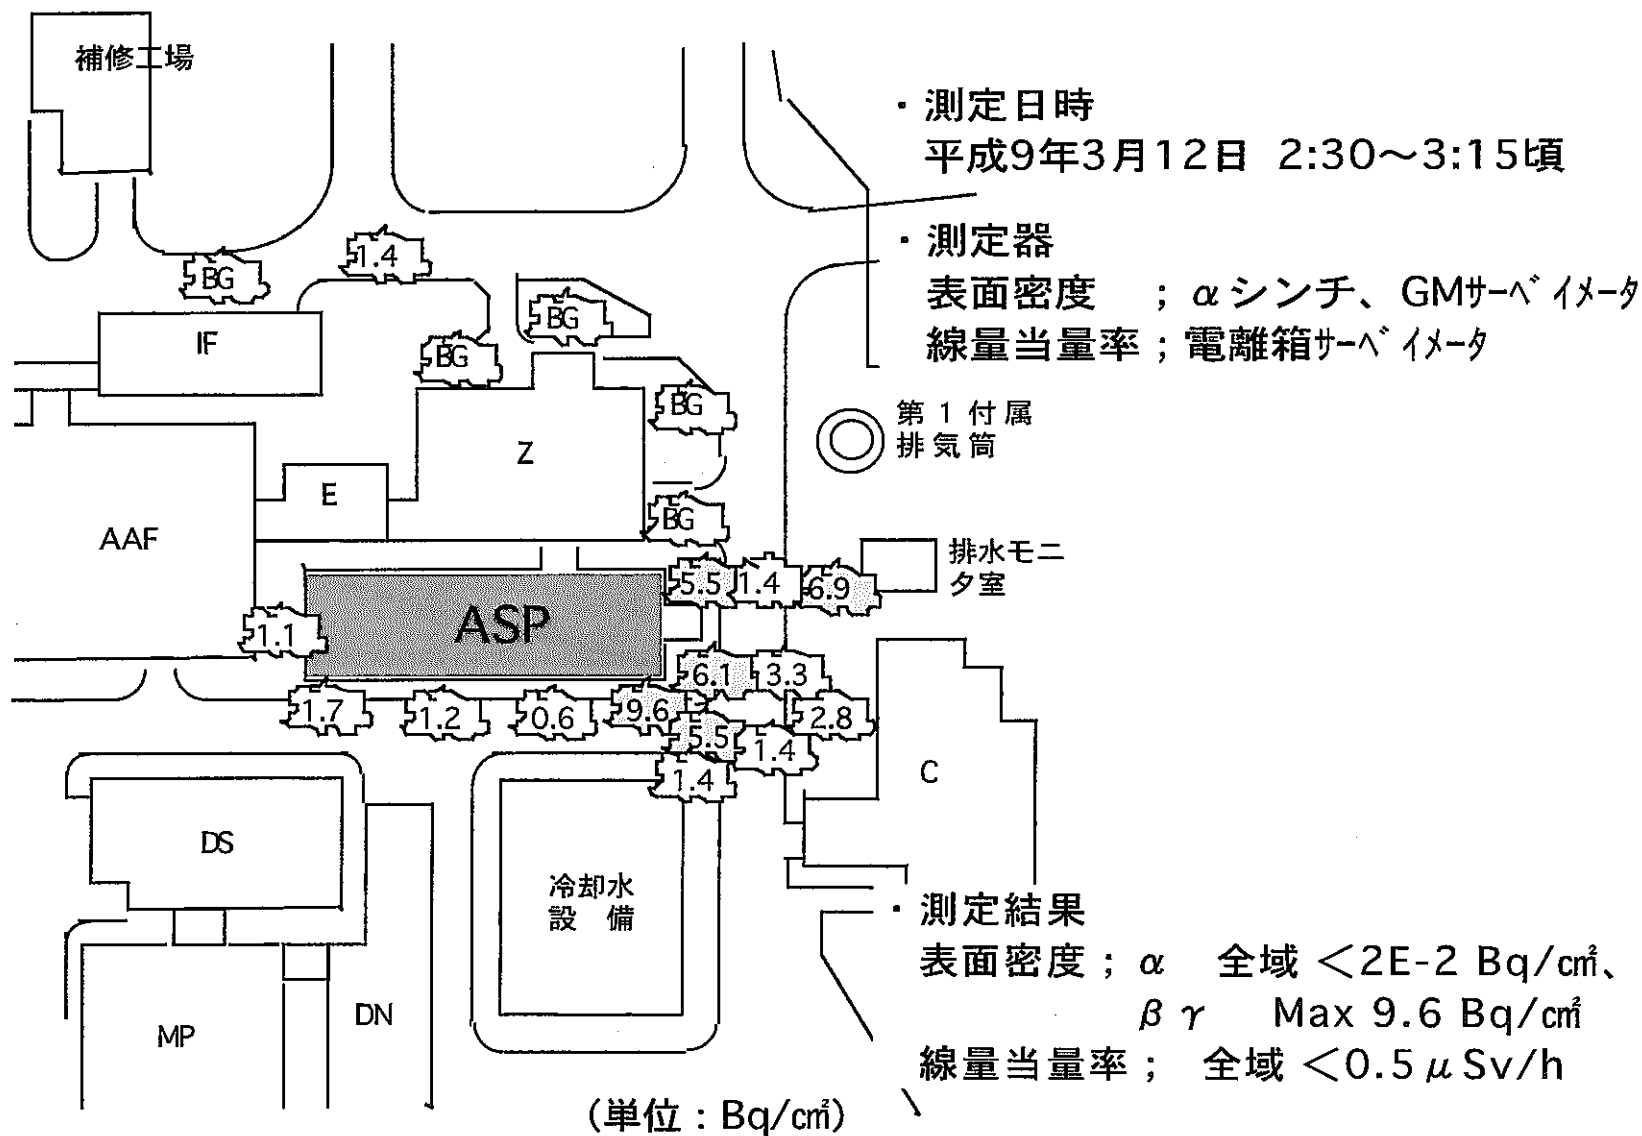 補修工場
・測定日時
平成9年3月12日 2:30～3:15頃
・測定器
表面密度 ；αシンチ、GMサーベイメータ
線量当量率；電離箱サーベイメータ
1.4
BG
BG
IF
BG
BG
第１付属
排気筒
Z
E
BG
AAF
排水モニ
タ室
5.5
1.4
6.9
ASP
1.1
6.1
3.3
1.7
1.2
0.6
9.6
2.8
5.5
1.4
1.4
C
DS
冷却水
設 備
・測定結果
表面密度；α 全域 ＜2E-2 Bq/㎠、
βγ Max 9.6 Bq/㎠
線量当量率； 全域 ＜0.5μSv/h
DN
MP
（単位：Bq/㎠）